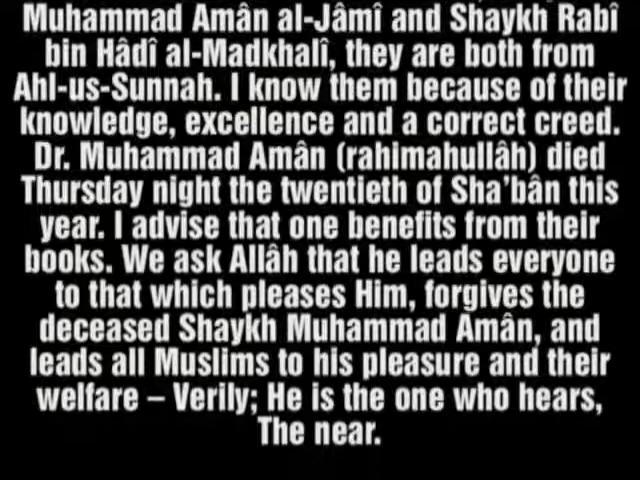 Muhammad Amân al-Jâmî and Shaykh Rabî
bin Hâdî al-Madkhalî, they are both from
Ahl-us-Sunnah. I know them because of their
knowledge, excellence and a correct creed.
Dr. Muhammad Amân (rahimahullâh) died
Thursday night the twentieth of Sha’bân this
year. I advise that one benefits from their
books. We ask Allâh that he leads everyone
to that which pleases Him, forgives the
deceased Shaykh Muhammad Amân, and
leads all Muslims to his pleasure and their
welfare – Verily; He is the one who hears,
The near.